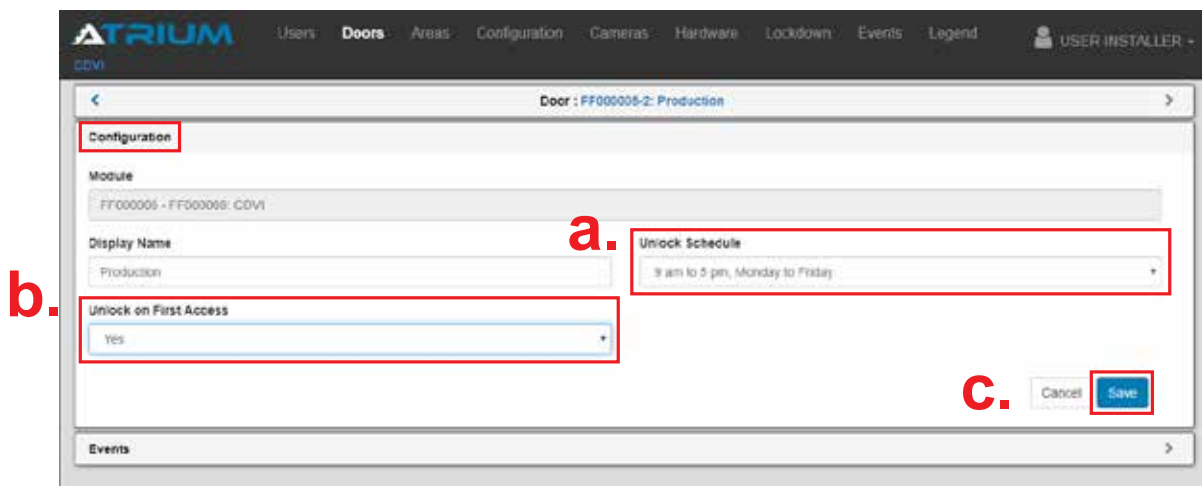 ATRIUM Users Doors Areas Configuration Cameras Hardware Lockdown Events Legend USER INSTALLER
CDVI
Door : FF000005-2: Production
Configuration
Module
CDVI
Display Name
a. Unlock Schedule
Production
9 am to 5 pm, Monday to Friday
b. Unlock on First Access
Yes
c. Cancel Save
Events